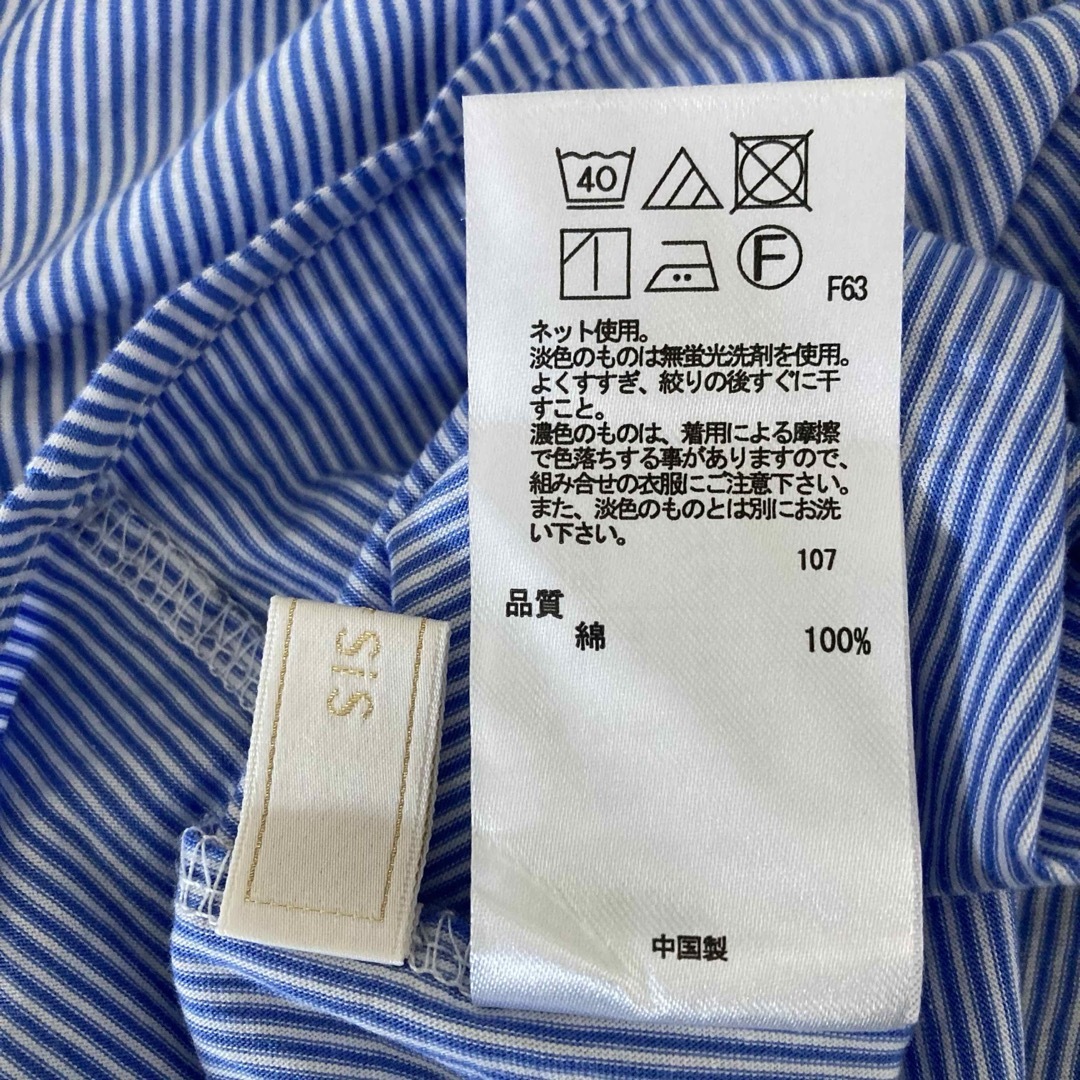 40
F
F63
ネット使用。
淡色のものは無蛍光洗剤を使用。
よくすすぎ、絞りの後すぐに干
すこと。
濃色のものは、着用による摩擦
で色落ちする事がありますので、
組み合せの衣服にご注意下さい。
また、淡色のものとは別にお洗
い下さい。
107
品質
綿 100%
中国製
SiS